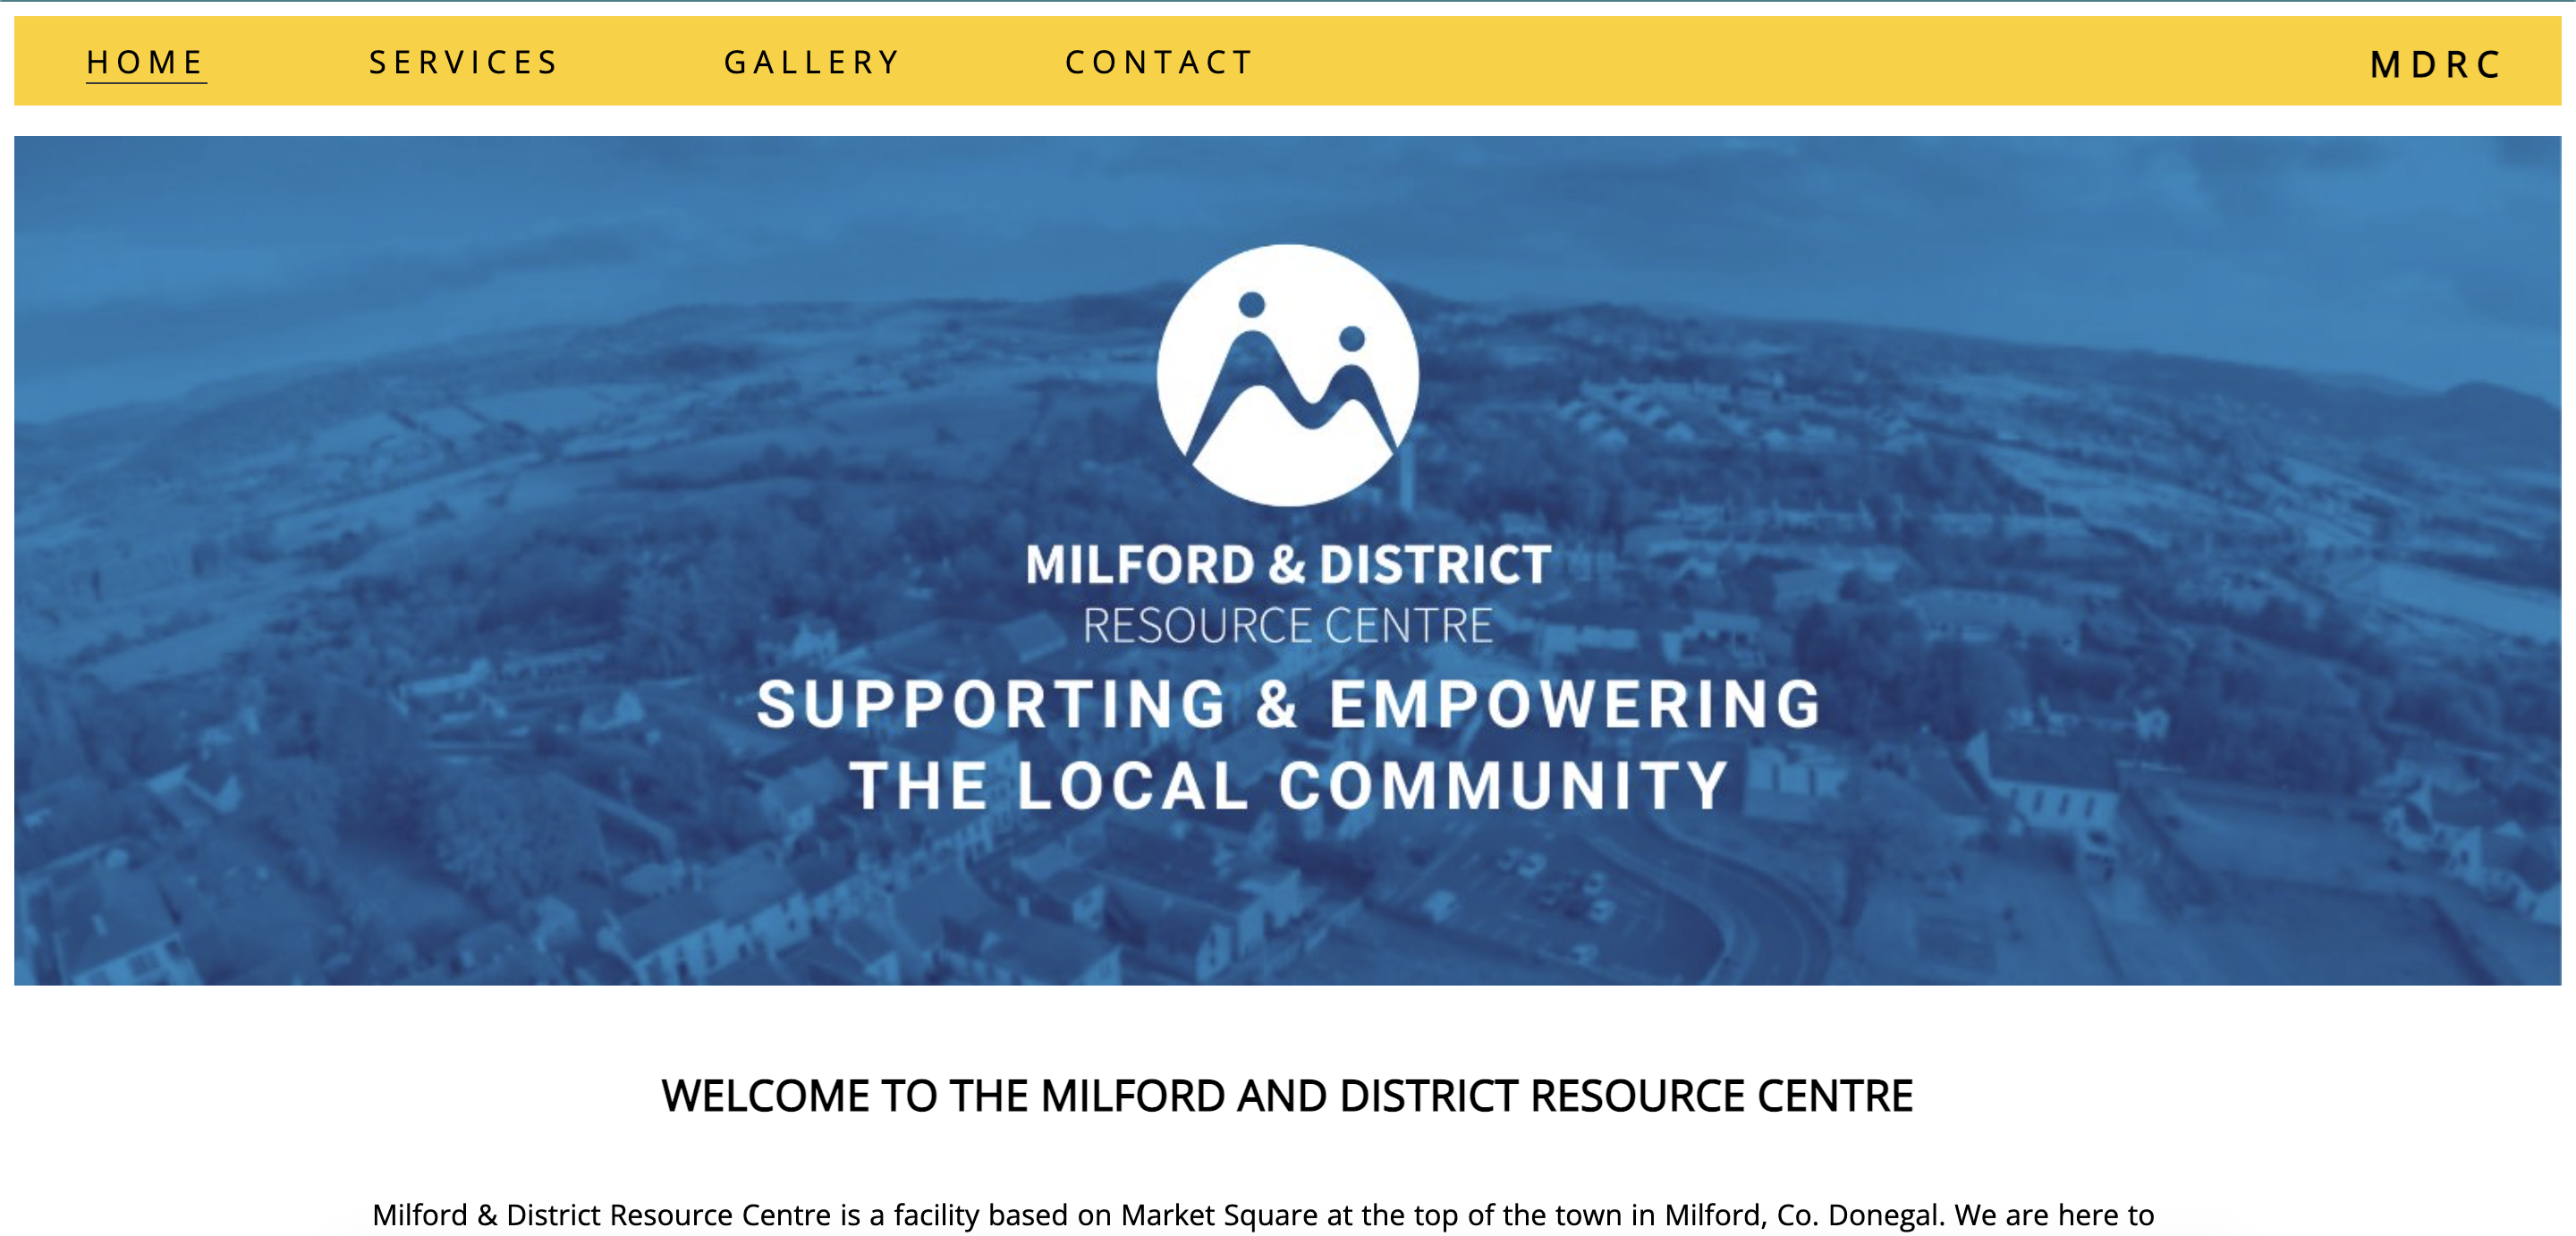 HOME SERVICES GALLERY CONTACT MDRC
MILFORD & DISTRICT
RESOURCE CENTRE
SUPPORTING & EMPOWERING
THE LOCAL COMMUNITY
WELCOME TO THE MILFORD AND DISTRICT RESOURCE CENTRE
Milford & District Resource Centre is a facility based on Market Square at the top of the town in Milford, Co. Donegal. We are here to